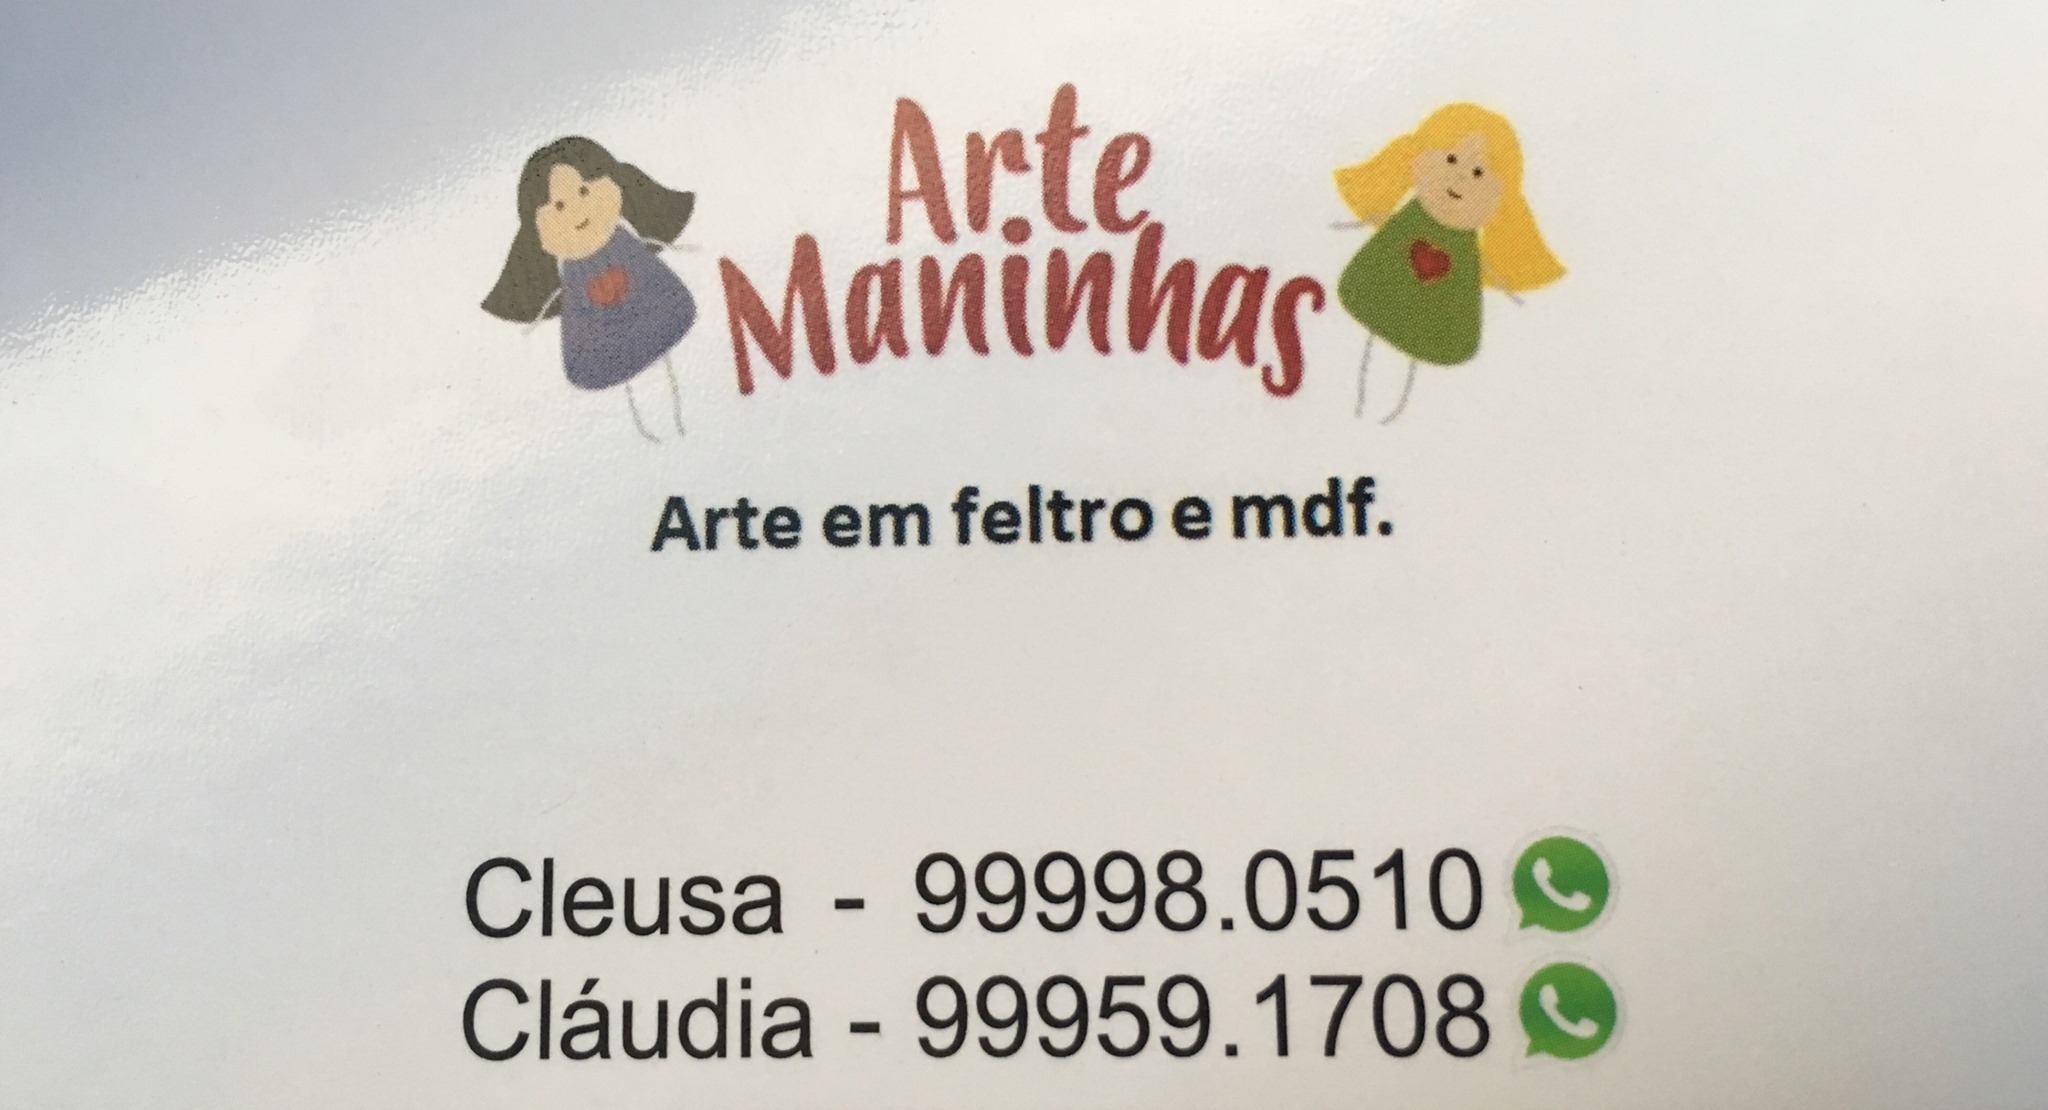 Arte
Maninhas
Arte em feltro e mdf.
Cleusa - 99998.0510
Cláudia - 99959.1708